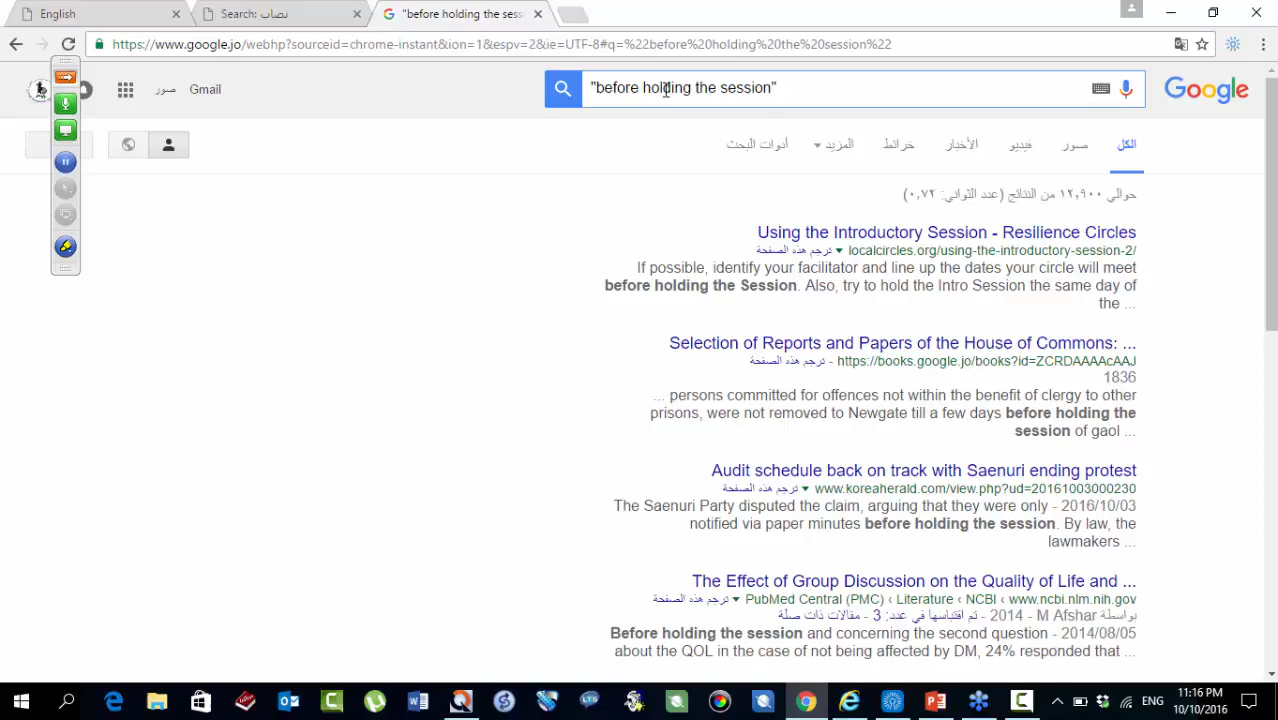 English
Search: نصاب
"before holding the sess
https://www.google.jo/webhp?sourceid=chrome-instant&ion=1&espv=2&ie=UTF-8#q=%22before%20holding%20the%20session%22
صور
Gmail
"before holding the session"
Google
الكل
صور
فيديو
الأخبار
خرائط
المزيد
أدوات البحث
حوالي ١٢,٩٠٠ من النتائج (عدد الثواني: ٠,٧٢)
Using the Introductory Session - Resilience Circles
localcircles.org/using-the-introductory-session-2/ ترجم هذه الصفحة
If possible, identify your facilitator and line up the dates your circle will meet
before holding the Session. Also, try to hold the Intro Session the same day of
the ...
Selection of Reports and Papers of the House of Commons: ...
https://books.google.jo/books?id=ZCRDAAAAcAAJ - ترجم هذه الصفحة
1836
... persons committed for offences not within the benefit of clergy to other
prisons, were not removed to Newgate till a few days before holding the
session of gaol ...
Audit schedule back on track with Saenuri ending protest
www.koreaherald.com/view.php?ud=20161003000230 ترجم هذه الصفحة
The Saenuri Party disputed the claim, arguing that they were only - 2016/10/03
notified via paper minutes before holding the session. By law, the
lawmakers ...
The Effect of Group Discussion on the Quality of Life and ...
PubMed Central (PMC) ‹ Literature ‹ NCBI ‹ www.ncbi.nlm.nih.gov ترجم هذه الصفحة
بواسطة M Afshar - 2014 - تم اقتباسها في عدد: 3 - مقالات ذات صلة
Before holding the session and concerning the second question - 2014/08/05
about the QOL in the case of not being affected by DM, 24% responded that ...
LTS
ENG
11:16 PM
10/10/2016